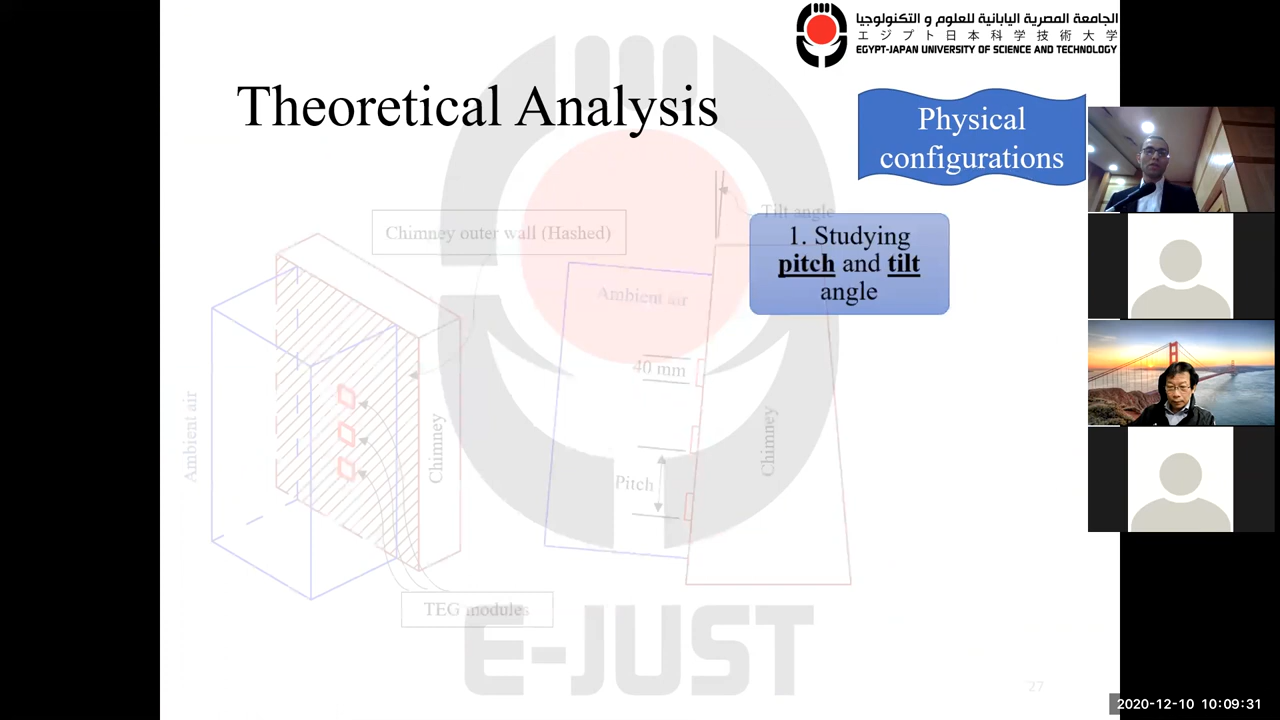 الجامعة المصرية اليابانية للعلوم و التكنولوجيا
エジプト日本科学技術大学
EGYPT-JAPAN UNIVERSITY OF SCIENCE AND TECHNOLOGY
Theoretical Analysis
Physical
configurations
Tilt angle
Chimney outer wall (Hashed)
1. Studying
pitch and tilt
angle
Ambient air
40 mm
Ambient air
Chimney
Chimney
Pitch
TEG modules
E-JUST
27
2020-12-10 10:09:31